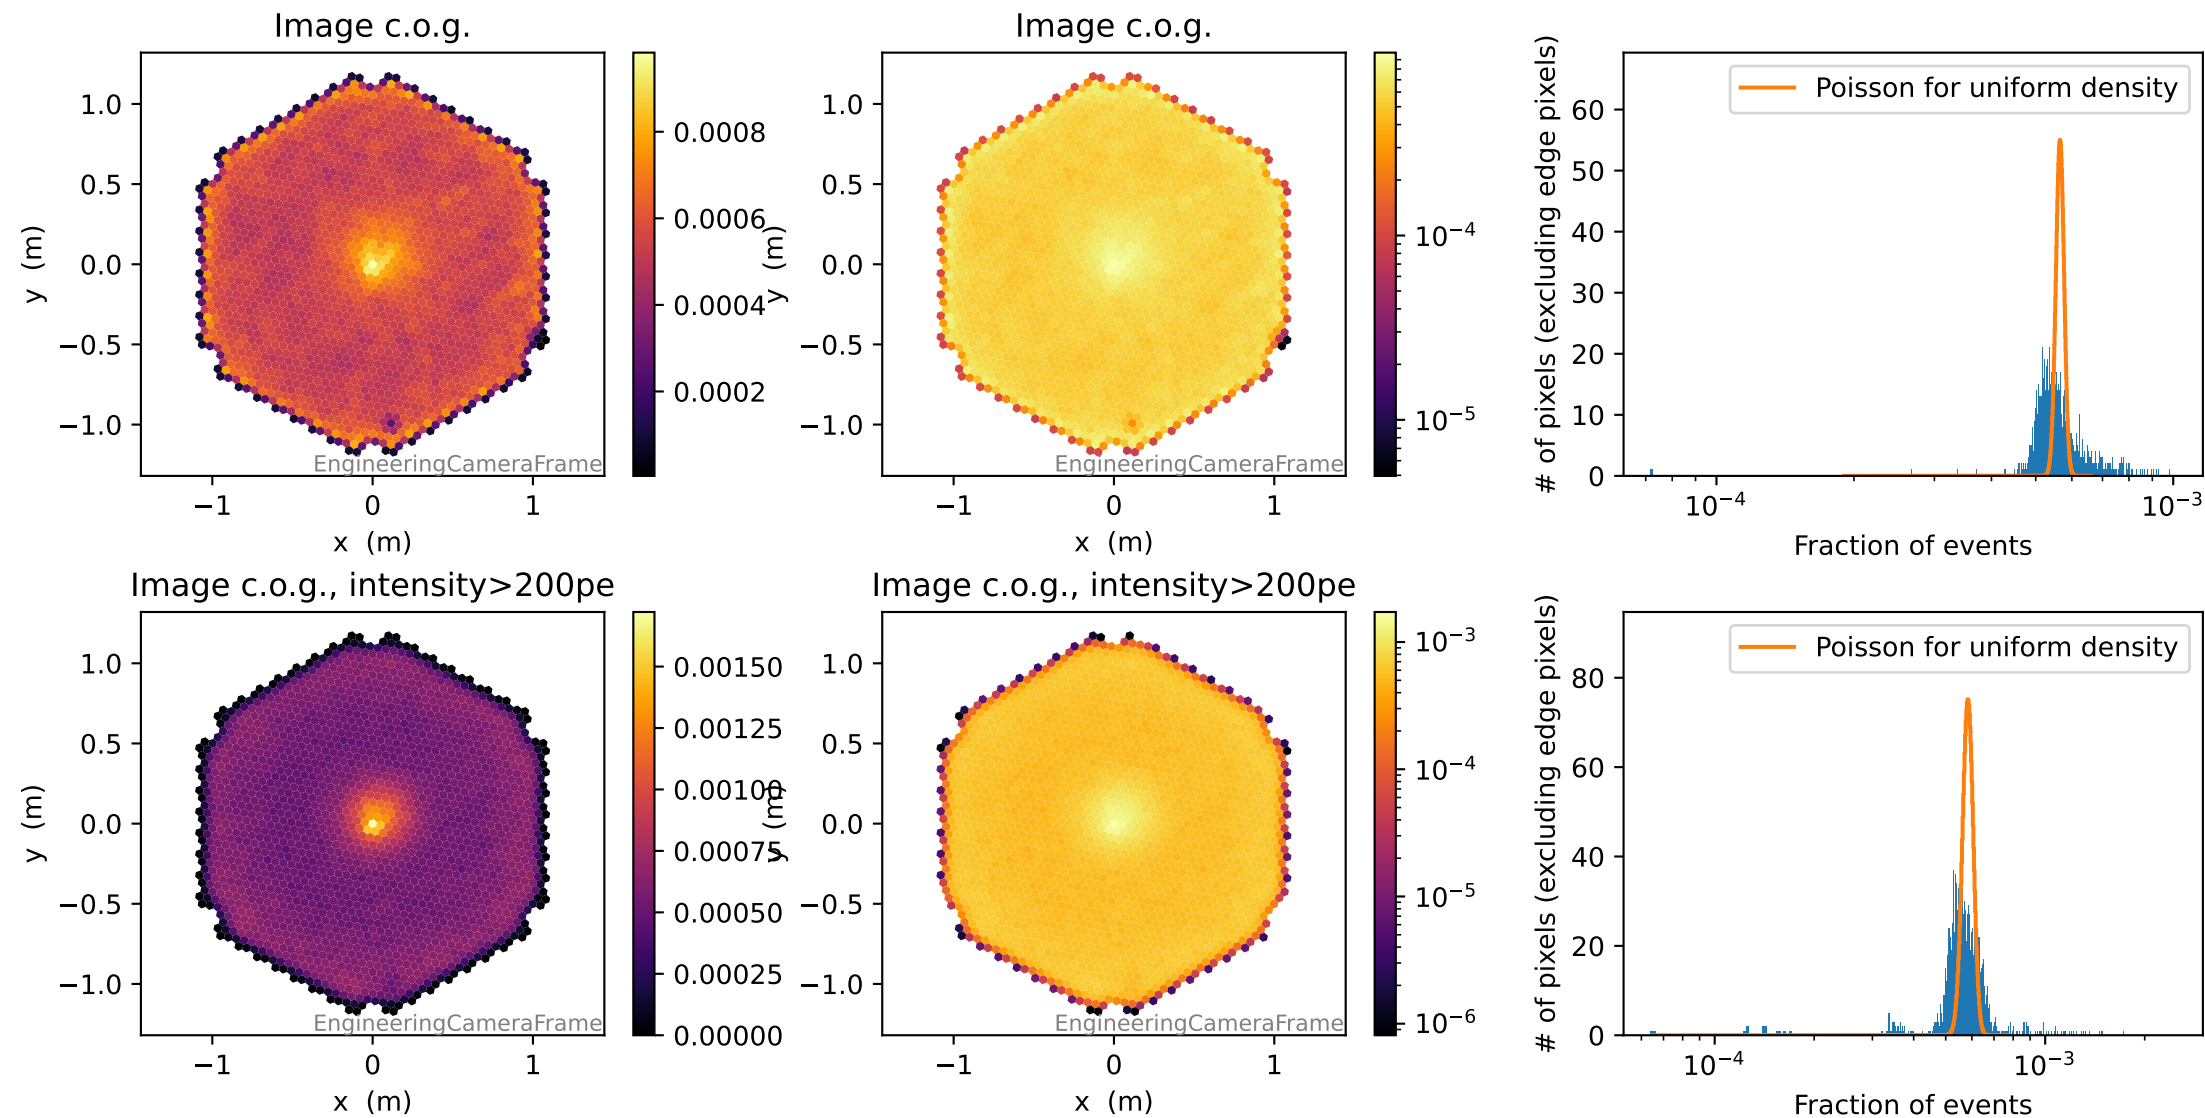 Image c.o.g.
1.0
0.5
0.0
−0.5
−1.0
y (m)
−1
0
1
x (m)
EngineeringCameraFrame
0.0008
0.0006
0.0004
0.0002
Image c.o.g.
1.0
0.5
0.0
−0.5
−1.0
y (m)
−1
0
1
x (m)
EngineeringCameraFrame
10⁻⁴
10⁻⁵
Poisson for uniform density
# of pixels (excluding edge pixels)
60
50
40
30
20
10
0
10⁻⁴
10⁻³
Fraction of events
Image c.o.g., intensity>200pe
1.0
0.5
0.0
−0.5
−1.0
y (m)
−1
0
1
x (m)
EngineeringCameraFrame
0.00150
0.00125
0.00100
0.00075
0.00050
0.00025
0.00000
Image c.o.g., intensity>200pe
1.0
0.5
0.0
−0.5
−1.0
y (m)
−1
0
1
x (m)
EngineeringCameraFrame
10⁻³
10⁻⁴
10⁻⁵
10⁻⁶
Poisson for uniform density
# of pixels (excluding edge pixels)
80
60
40
20
0
10⁻⁴
10⁻³
Fraction of events